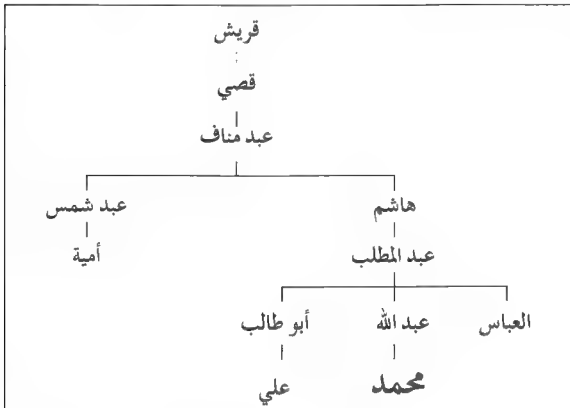 قريش
قصي
عبد مناف
هاشم عبد شمس
عبد المطلب أمية
العباس عبد الله أبو طالب
محمد علي